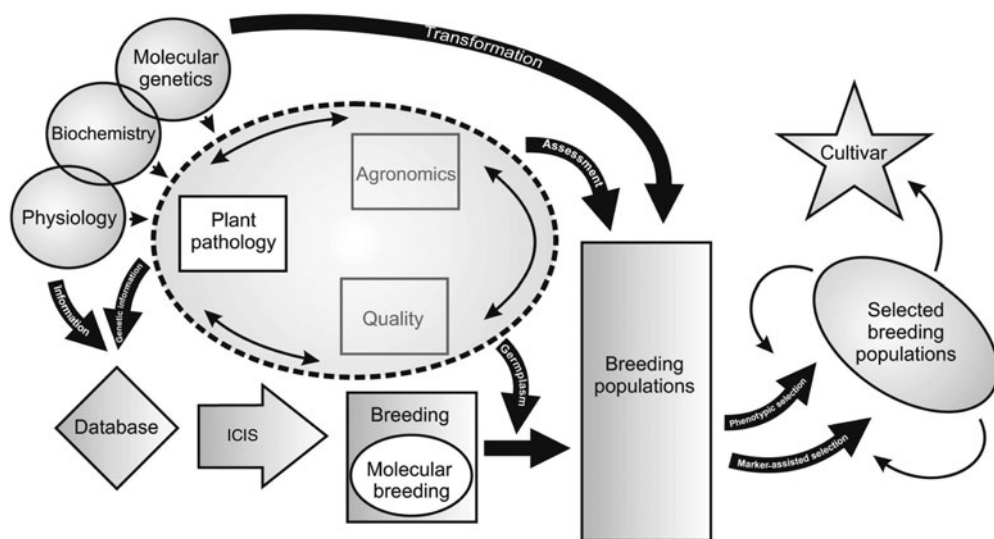 Molecular
genetics
Transformation
Biochemistry
Physiology
Agronomics
Assessment
Cultivar
Plant
pathology
Quality
Information
Genetic information
Germplasm
Selected
breeding
populations
Breeding
populations
Database
ICIS
Breeding
Molecular
breeding
Phenotypic selection
Marker-assisted selection